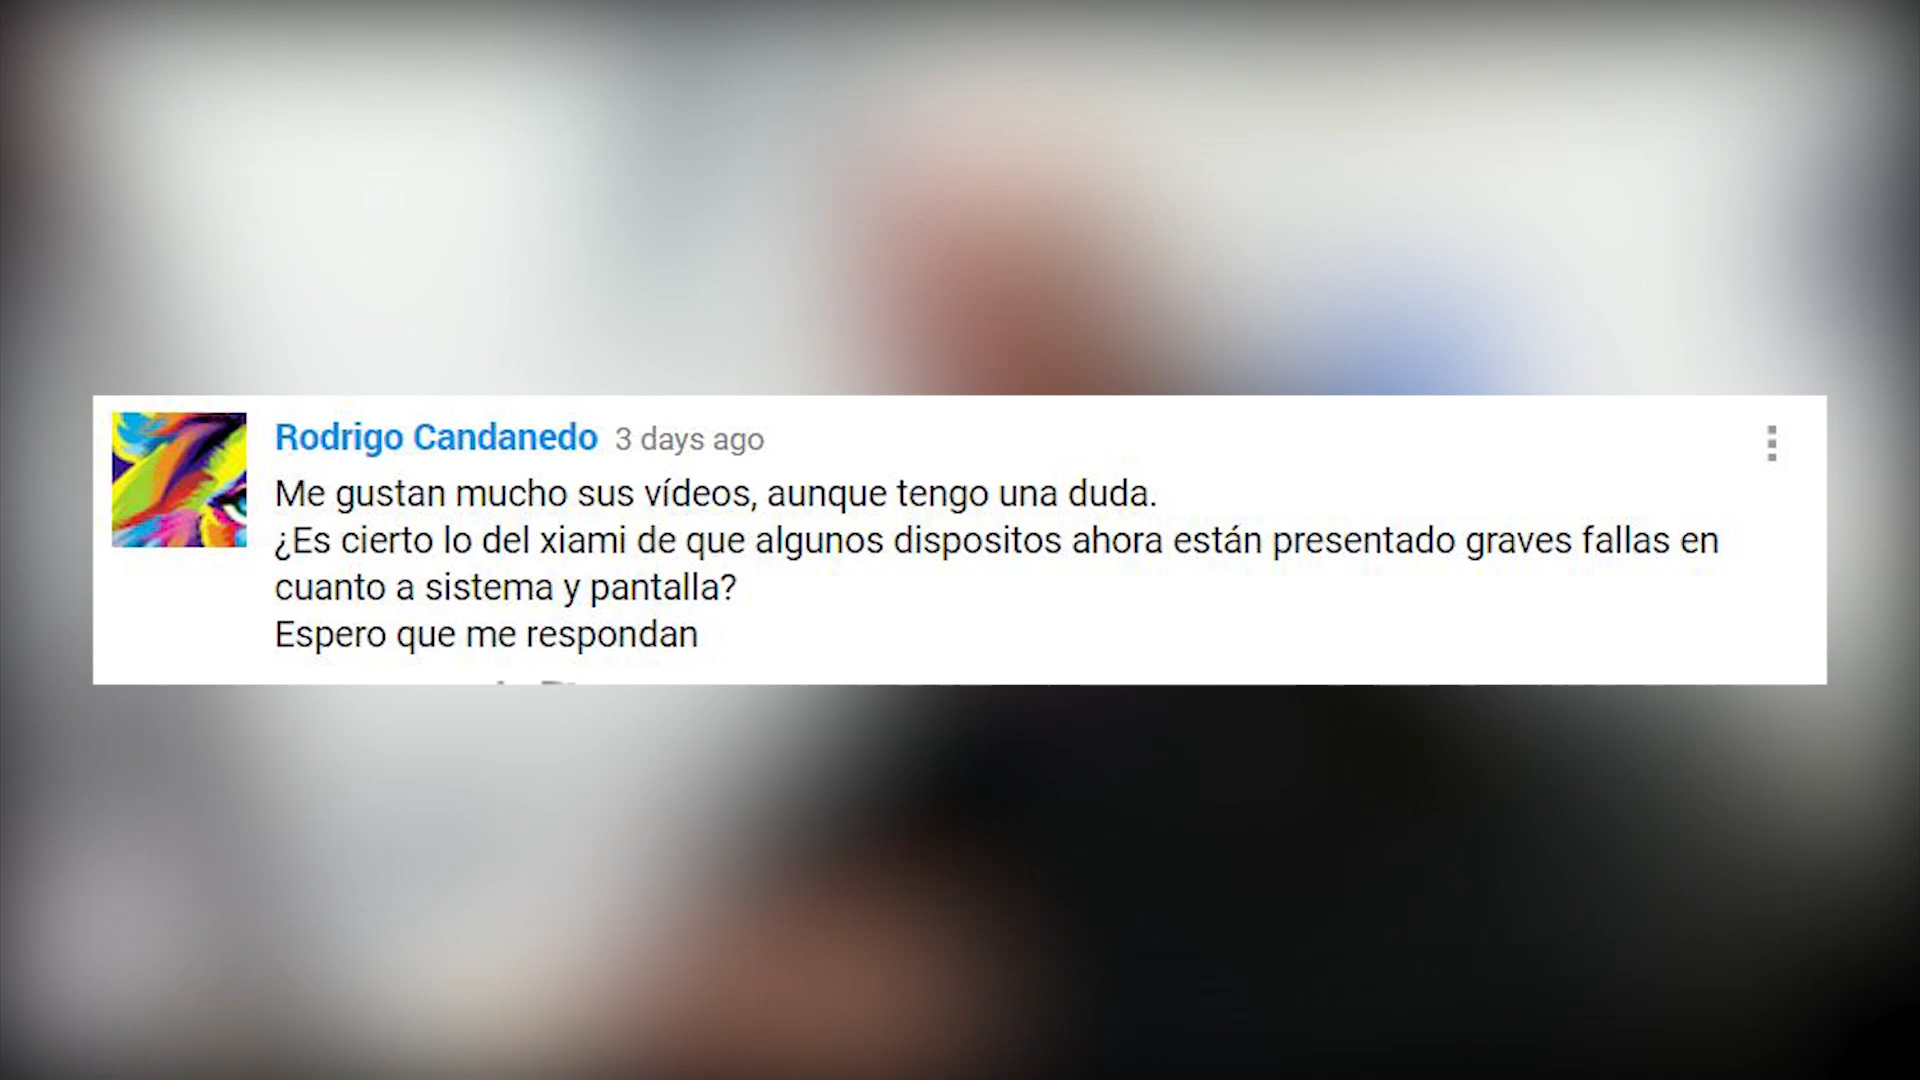 Rodrigo Candanedo 3 days ago
Me gustan mucho sus vídeos, aunque tengo una duda.
¿Es cierto lo del xiami de que algunos dispositos ahora están presentado graves fallas en
cuanto a sistema y pantalla?
Espero que me respondan